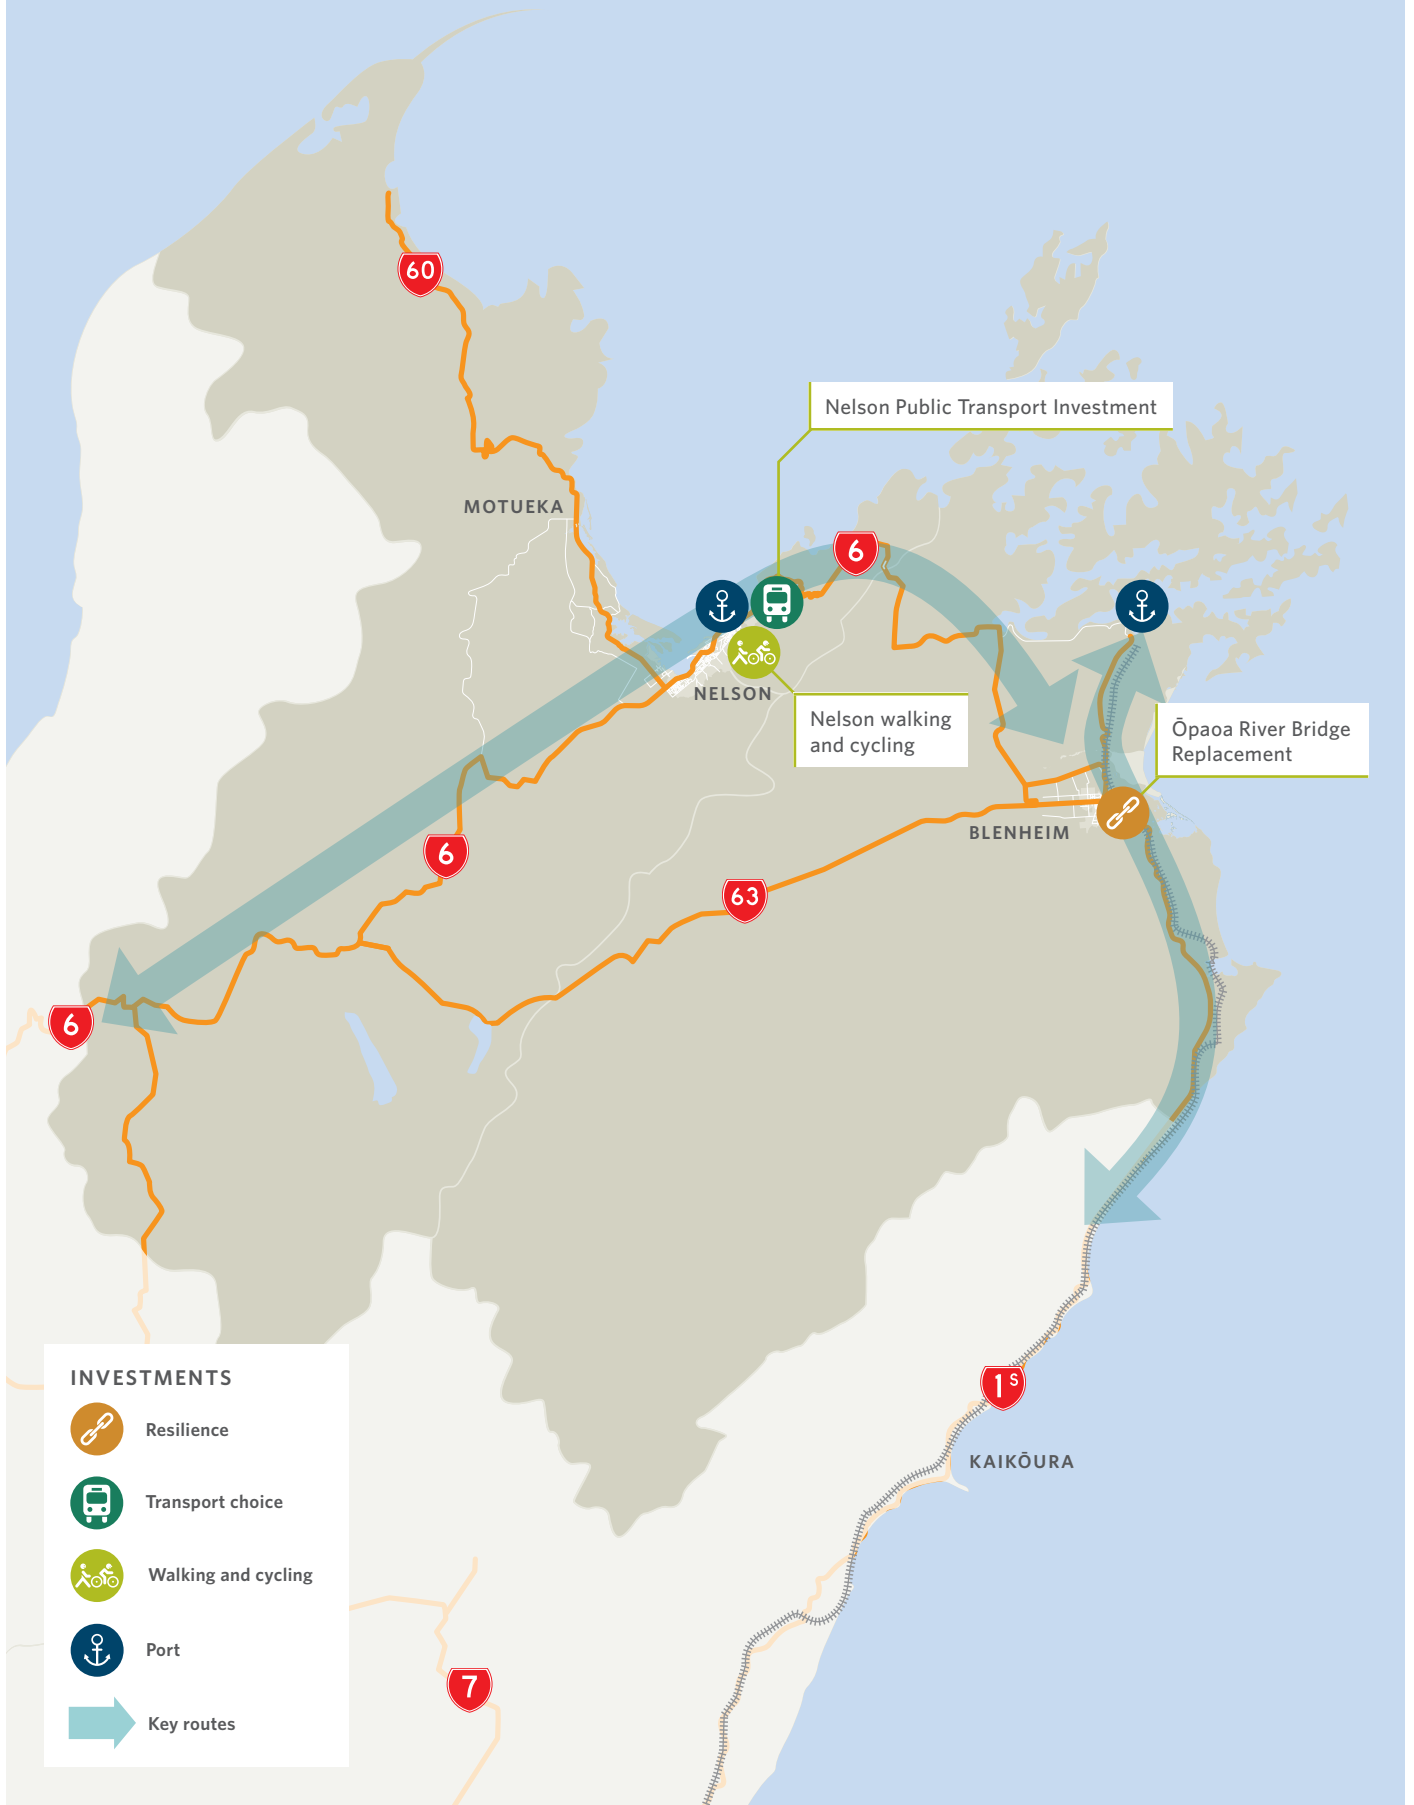 60
Nelson Public Transport Investment
MOTUEKA
6
NELSON
Nelson walking
and cycling
Ōpaoa River Bridge
Replacement
BLENHEIM
6
63
6
1S
KAIKŌURA
7
INVESTMENTS
Resilience
Transport choice
Walking and cycling
Port
Key routes